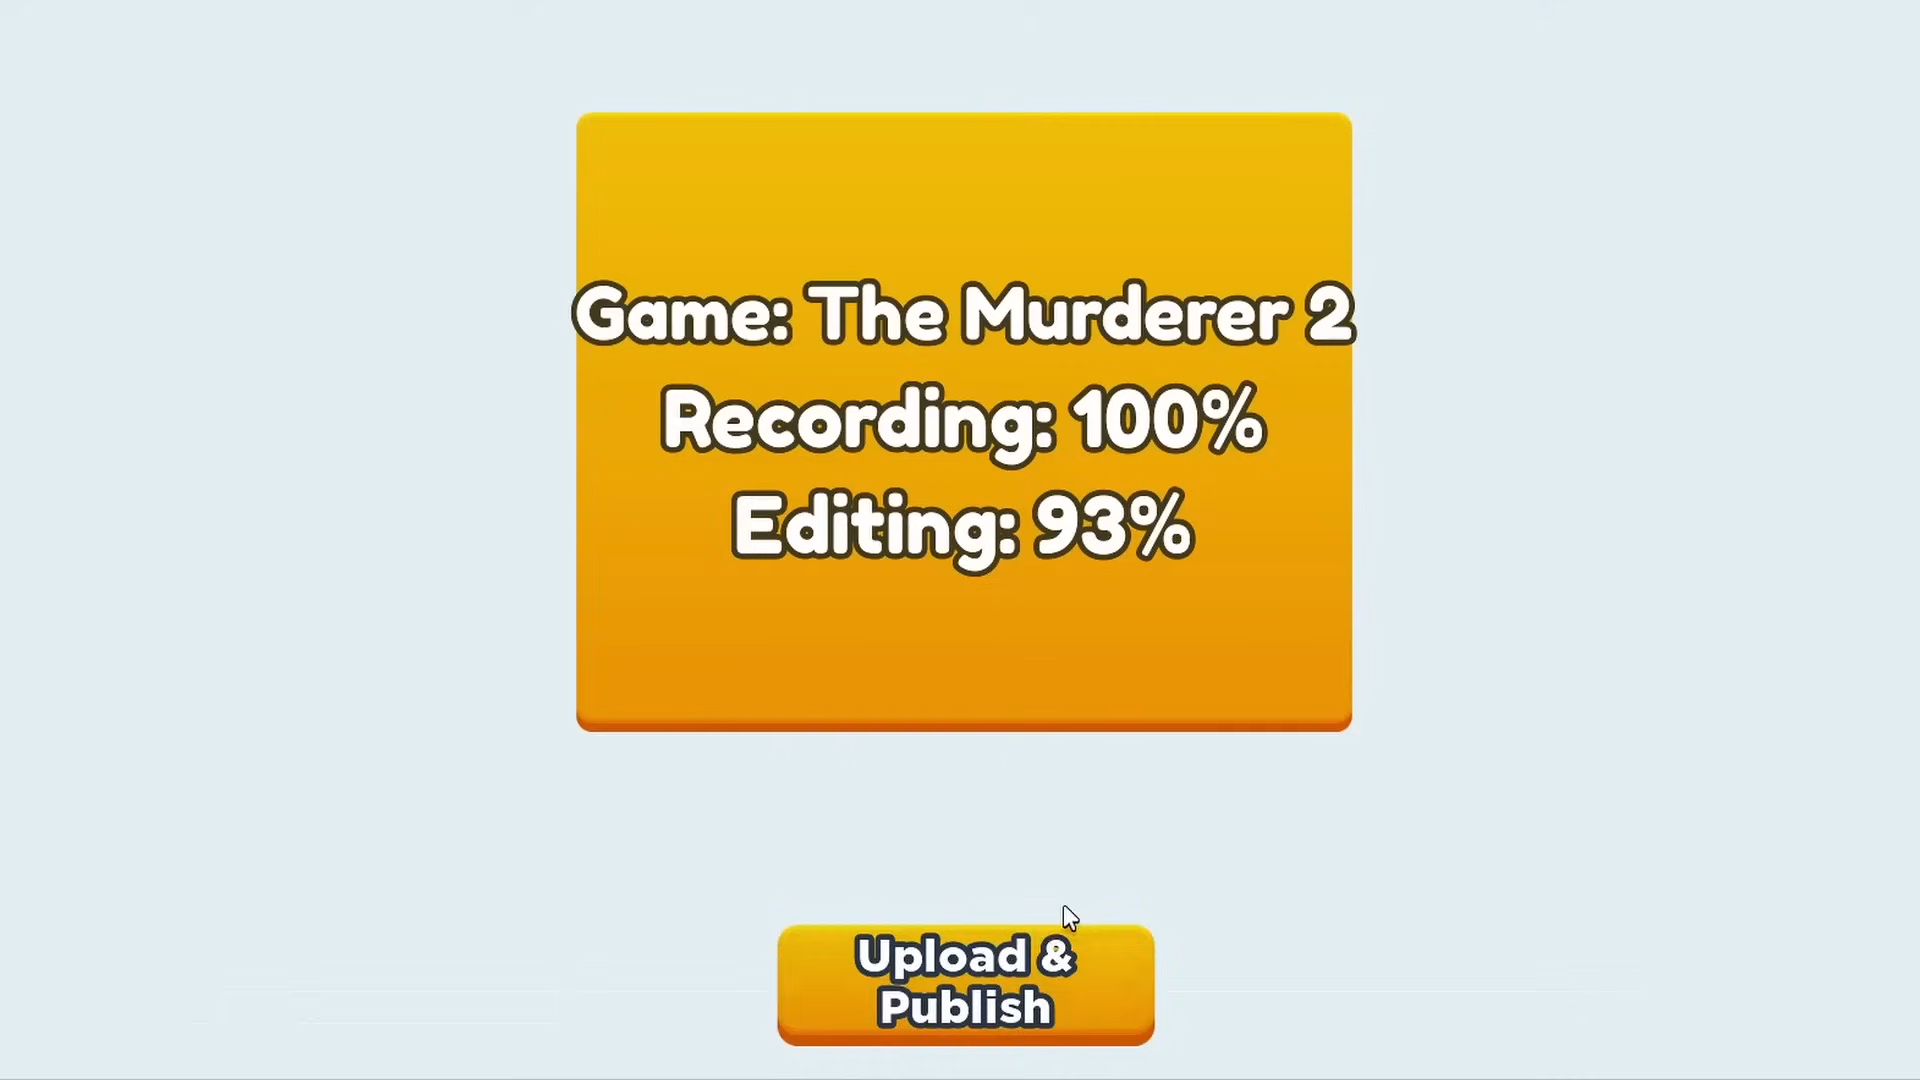 Game: The Murderer 2
Recording: 100%
Editing: 93%
Upload &
Publish